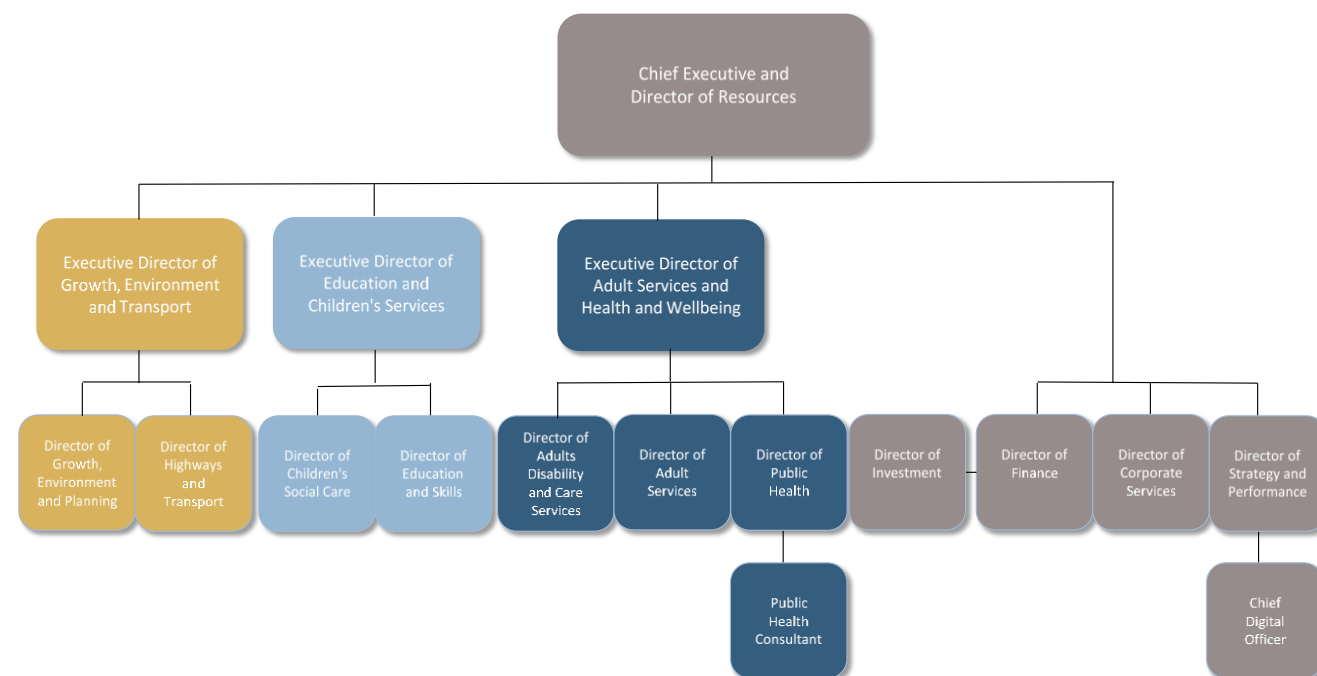 Chief Executive and
Director of Resources
Executive Director of
Growth, Environment
and Transport
Executive Director of
Education and
Children's Services
Executive Director of
Adult Services and
Health and Wellbeing
Director of
Growth,
Environment
and Planning
Director of
Highways
and
Transport
Director of
Children's
Social Care
Director of
Education
and Skills
Director of
Adults
Disability
and Care
Services
Director of
Adult
Services
Director of
Public
Health
Director of
Investment
Director of
Finance
Director of
Corporate
Services
Director of
Strategy and
Performance
Public
Health
Consultant
Chief
Digital
Officer